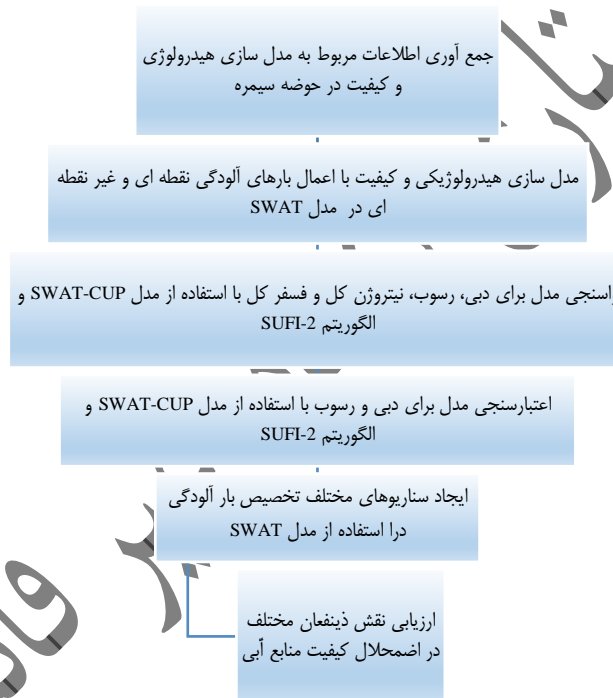 جمع آوری اطلاعات مربوط به مدل سازی هیدرولوژی
و کیفیت در حوضه سیمره
مدل سازی هیدرولوژیکی و کیفیت با اعمال بارهای آلودگی نقطه ای و غیر نقطه
ای در مدل SWAT
مدل برای دبی، رسوب، نیتروژن کل و فسفر کل با استفاده از مدل SWAT-CUP و
الگوریتم SUFI-2
اعتبارسنجی مدل برای دبی و رسوب با استفاده از مدل SWAT-CUP و
الگوریتم SUFI-2
ایجاد سناریوهای مختلف تخصیص بار آلودگی
درا استفاده از مدل SWAT
ارزیابی نقش ذینفعان مختلف
در اضمحلال کیفیت منابع آبی